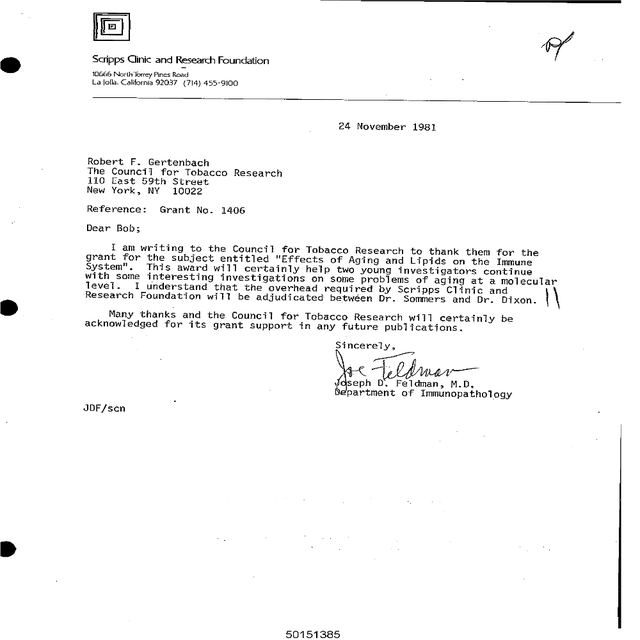 Scripps Clinic and Research Foundation
10666 North Torrey Pines Road
La Jolla, California 92037 (714) 455-9100
24 November 1981
Robert F. Gertenbach
The Council for Tobacco Research
110 East 59th Street
New York, NY 10022
Reference: Grant No. 1406
Dear Bob;
I am writing to the Council for Tobacco Research to thank them for the
grant for the subject entitled "Effects of Aging and Lipids on the Immune
System". This award will certainly help two young investigators continue
with some interesting investigations on some problems of aging at a molecular
level. I understand that the overhead required by Scripps Clinic and
Research Foundation will be adjudicated between Dr. Sommers and Dr. Dixon.
Many thanks and the Council for Tobacco Research will certainly be
acknowledged for its grant support in any future publications.
Sincerely,
Joe Feldman
Joseph D. Feldman, M.D.
Department of Immunopathology
JDF/scn
50151385